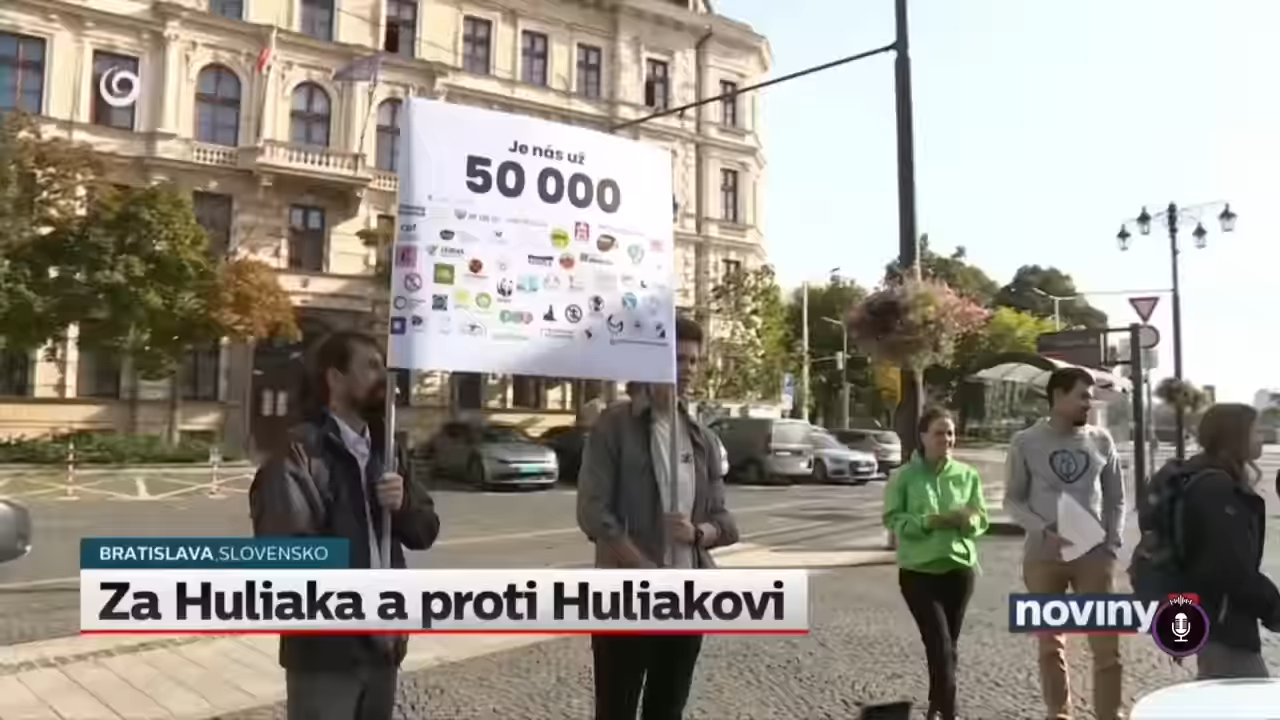 Je nás už
50 000
BRATISLAVA,SLOVENSKO
Za Huliaka a proti Huliakovi
noviny